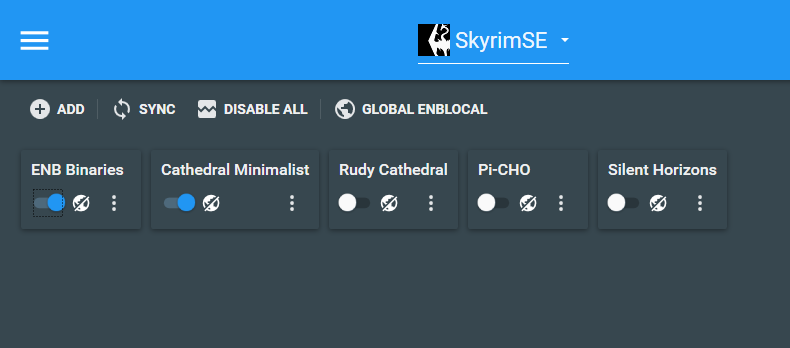 SkyrimSE
ADD SYNC DISABLE ALL GLOBAL ENBLOCAL
ENB Binaries Cathedral Minimalist Rudy Cathedral Pi-CHO Silent Horizons